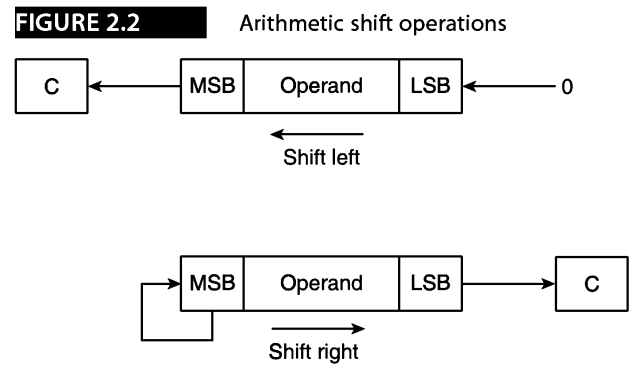 FIGURE 2.2 Arithmetic shift operations
C MSB Operand LSB 0
Shift left
MSB Operand LSB C
Shift right